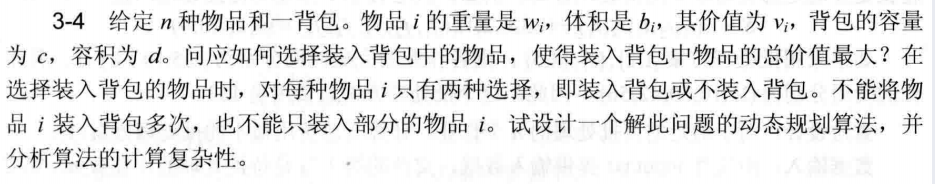 3-4 给定 n 种物品和一背包。物品 i 的重量是 wᵢ，体积是 bᵢ，其价值为 vᵢ，背包的容量
为 c，容积为 d。问应如何选择装入背包中的物品，使得装入背包中物品的总价值最大？在
选择装入背包的物品时，对每种物品 i 只有两种选择，即装入背包或不装入背包。不能将物
品 i 装入背包多次，也不能只装入部分的物品 i。试设计一个解此问题的动态规划算法，并
分析算法的计算复杂性。